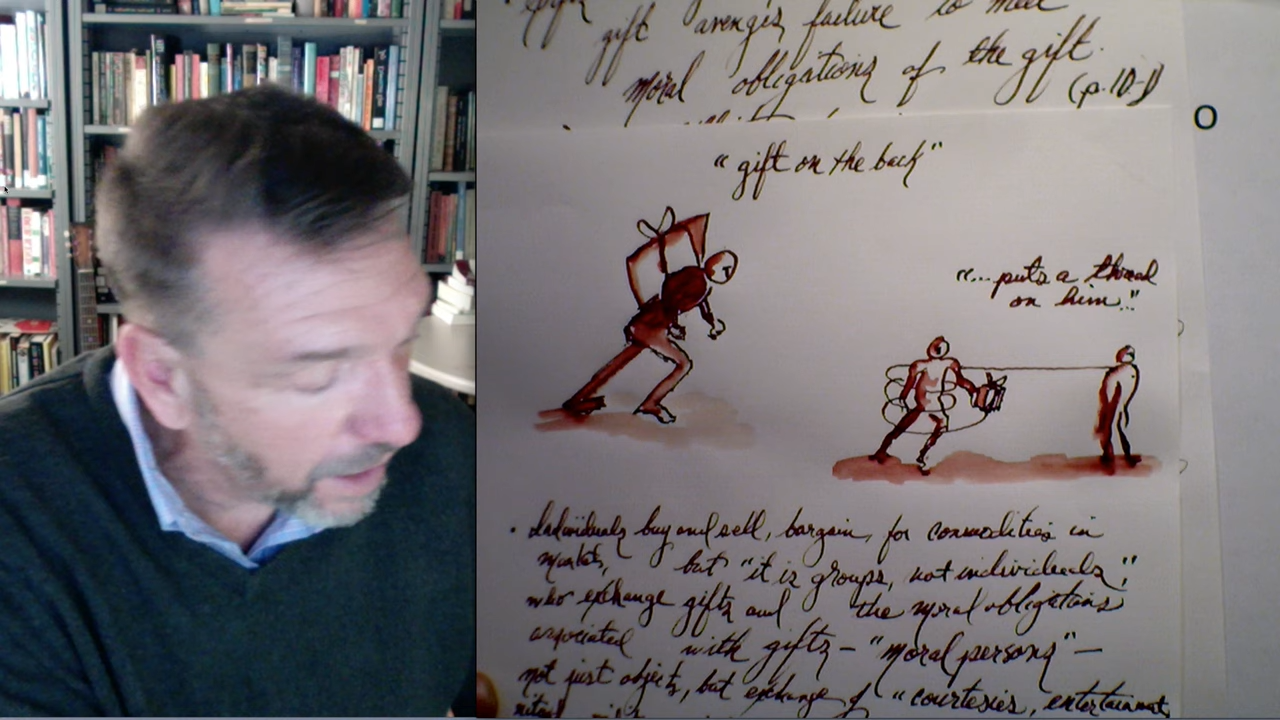 gift avenges failure to meet
moral obligations of the gift.
(p. 10-1)
O
"gift on the back"
"...puts a thread
on him..."
• Individuals buy and sell, bargain, for commodities in
markets, but "it is groups, not individuals,"
who exchange gifts and the moral obligations
associated with gifts – "moral persons" –
not just objects, but exchange of "courtesies, entertainments,